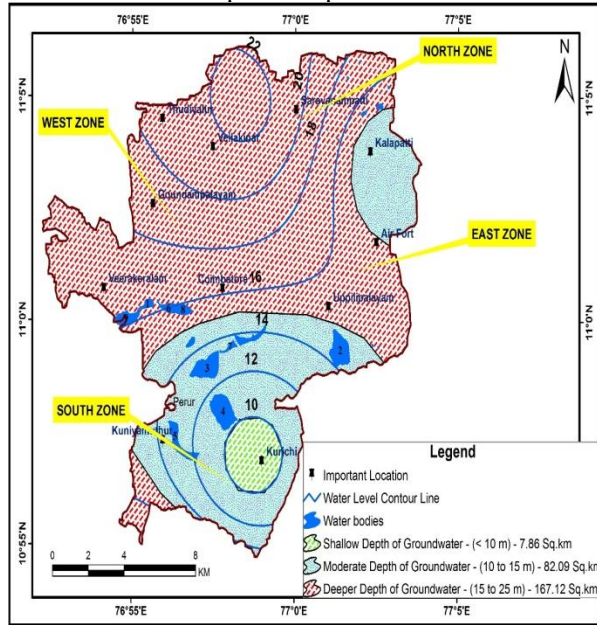 76°55'E 77°0'E 77°5'E
N
22
NORTH ZONE
20
11°5'N 11°5'N
Thudiyalur
Saravanampatti
18
WEST ZONE
Vellakinar
Kalapatti
Goundampalayam
Air Fort
EAST ZONE
16
Veerakeralam
Coimbatore
Uppilipalayam
11°0'N 11°0'N
14
2
12
3
Perur
10
4
SOUTH ZONE
Kuniyamuthur
5
Kurichi
Legend
Important Location
Water Level Contour Line
Water bodies
Shallow Depth of Groundwater - (< 10 m) - 7.86 Sq.km
Moderate Depth of Groundwater - (10 to 15 m) - 82.09 Sq.km
Deeper Depth of Groundwater - (15 to 25 m) - 167.12 Sq.km
10°55'N 10°55'N
0 2 4 8
KM
76°55'E 77°0'E 77°5'E